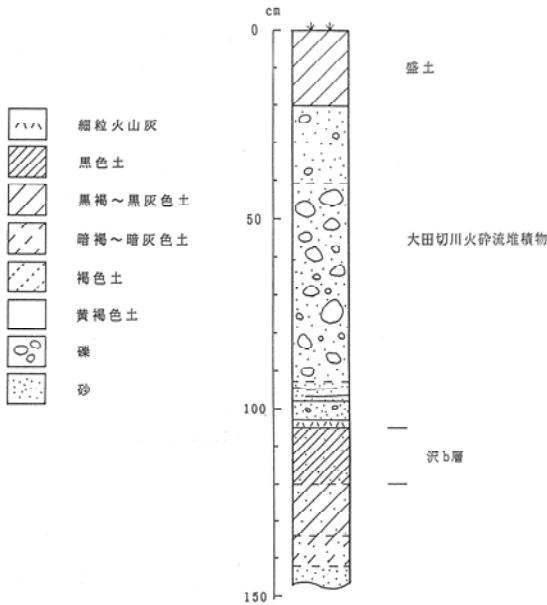 cm
0
盛土
細粒火山灰
黒色土
黒褐～黒灰色土
50
大田切川火砕流堆積物
暗褐～暗灰色土
褐色土
黄褐色土
礫
砂
100
沢b層
150